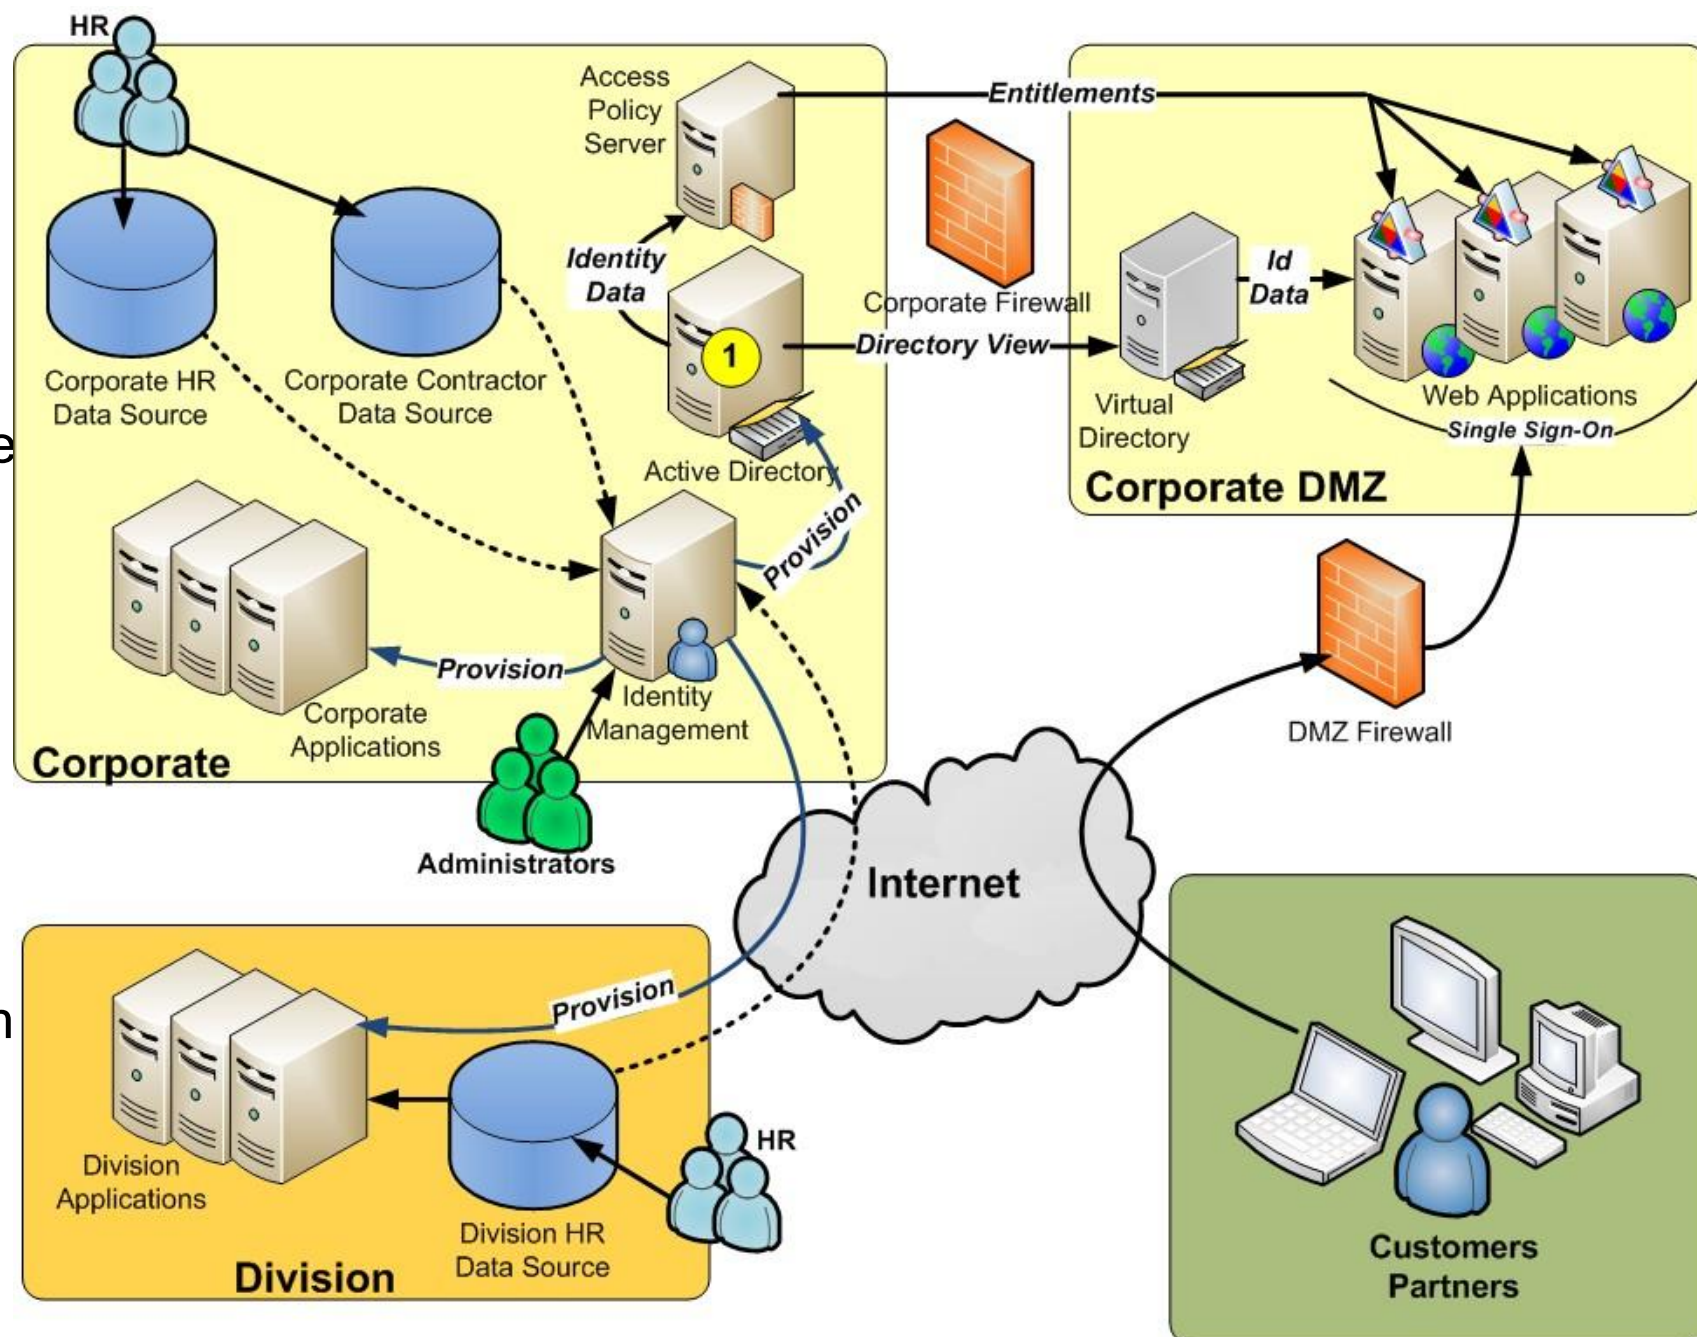 HR
Access
Policy
Server
Entitlements
Identity
Data
Id
Data
Corporate Firewall
Directory View
1
Corporate HR
Data Source
Corporate Contractor
Data Source
Virtual
Directory
Web Applications
Single Sign-On
e
Active Directory
Corporate DMZ
Provision
Provision
Identity
Management
Corporate
Applications
DMZ Firewall
Corporate
Administrators
Internet
Provision
n
HR
Division
Applications
Division HR
Data Source
Division
Customers
Partners